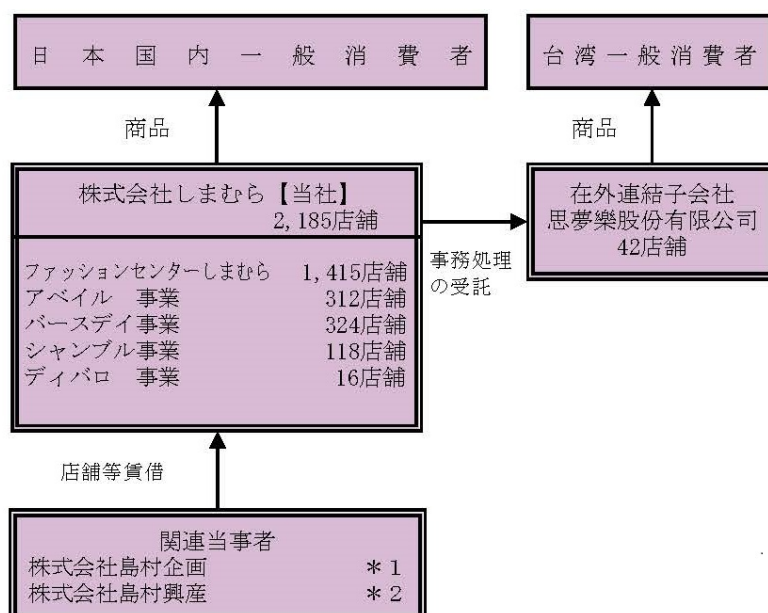 日本国内一般消費者
台湾一般消費者
商品
商品
株式会社しまむら【当社】
2,185店舗
ファッションセンターしまむら 1,415店舗
アベイル 事業 312店舗
バースデイ事業 324店舗
シャンブル事業 118店舗
ディバロ 事業 16店舗
事務処理
の受託
在外連結子会社
思夢樂股份有限公司
42店舗
店舗等賃借
関連当事者
株式会社島村企画 ＊1
株式会社島村興産 ＊2